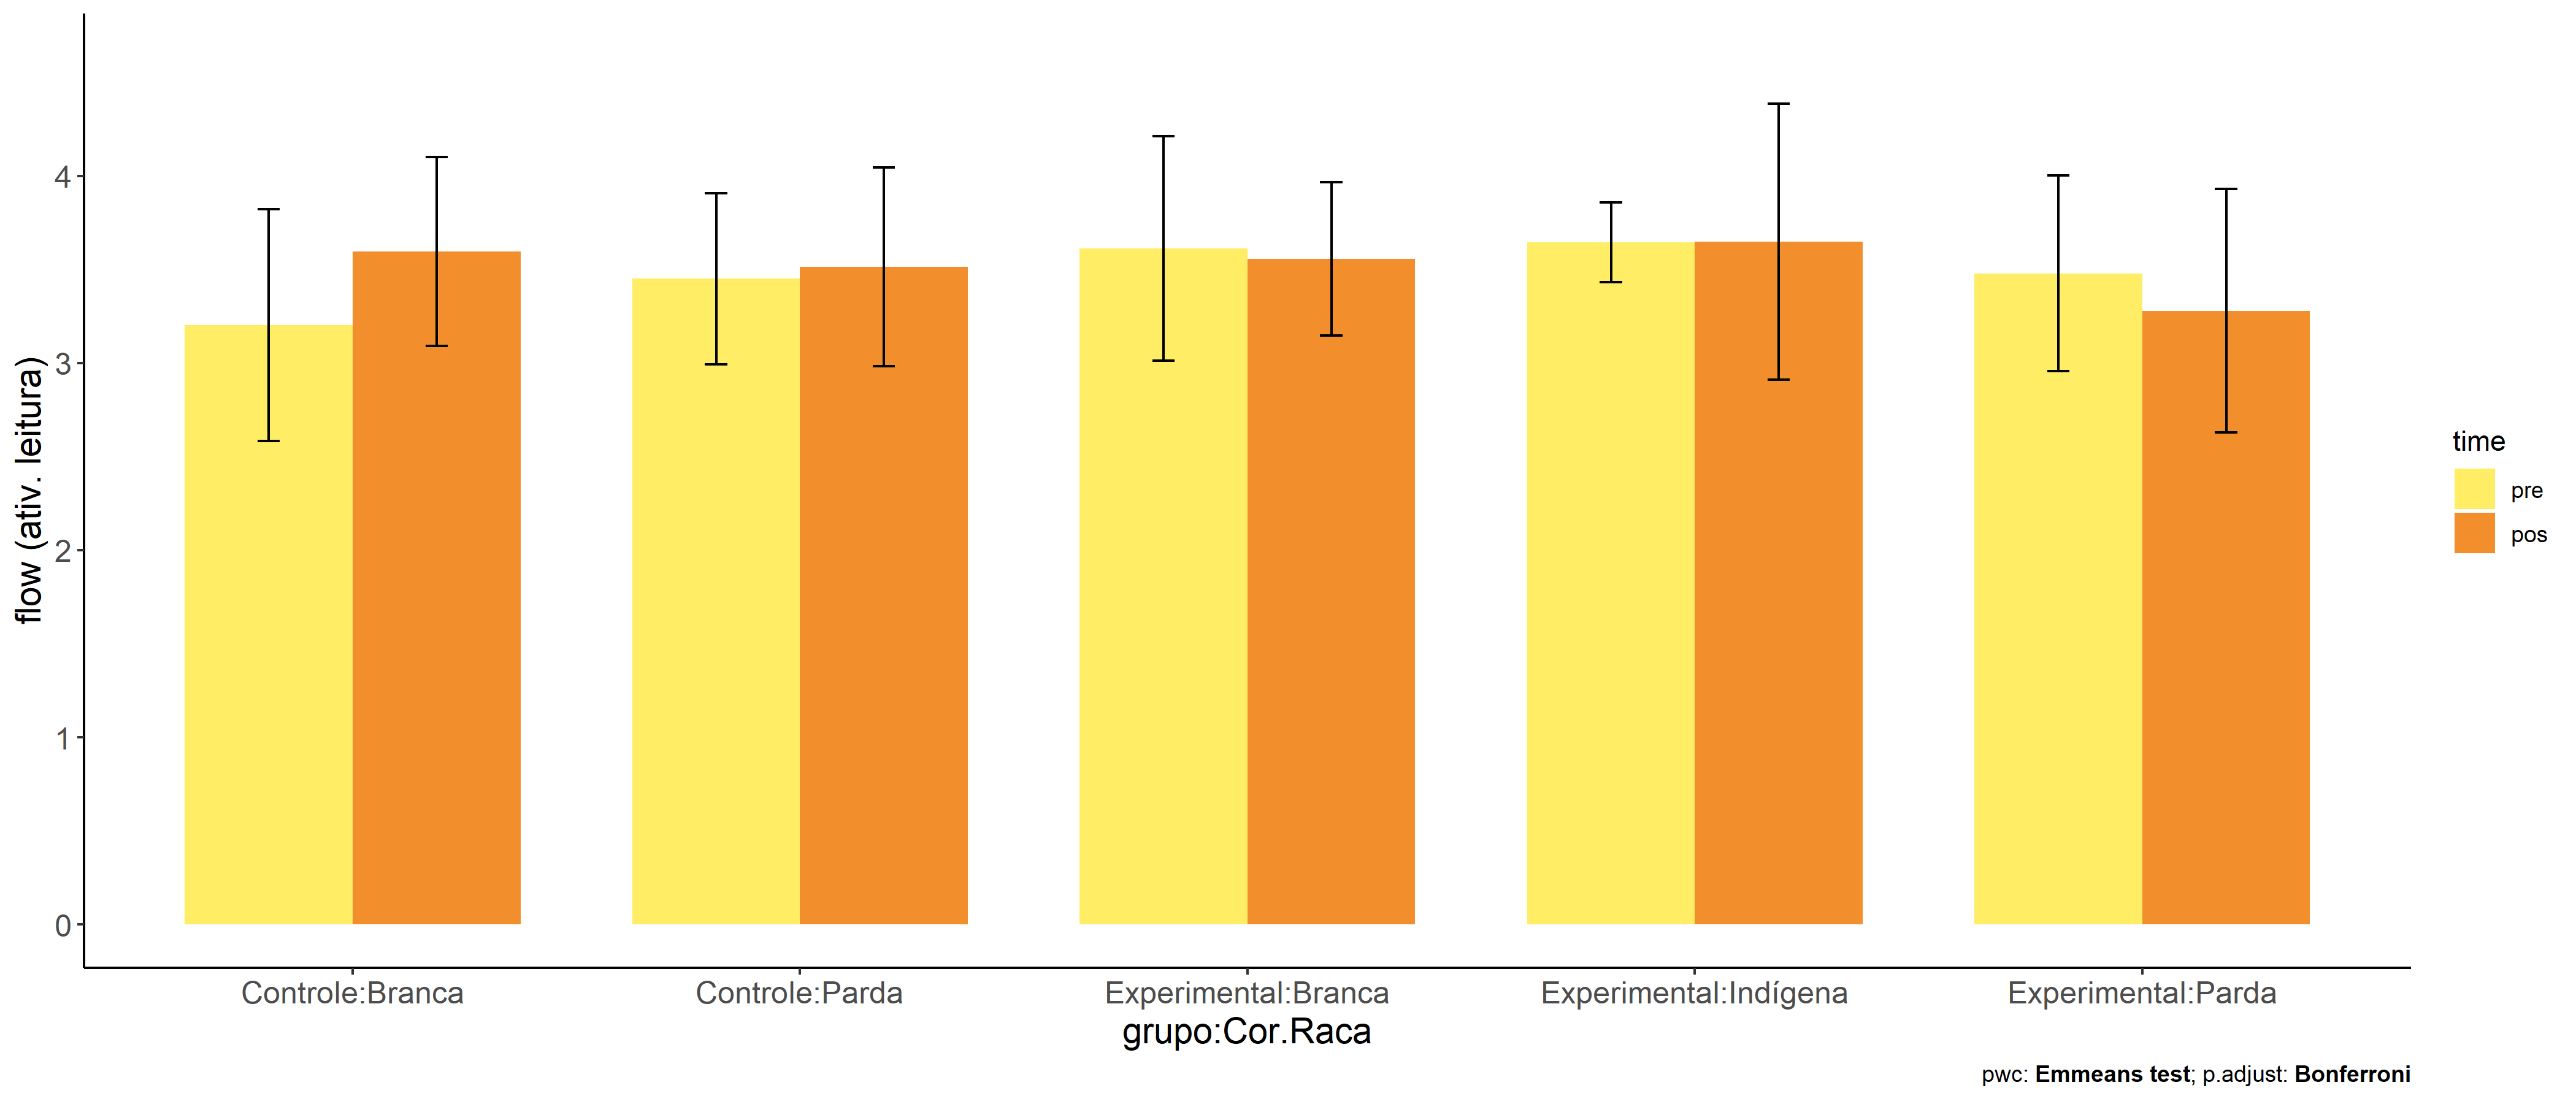 flow (ativ. leitura)
4
3
2
1
0
Controle:Branca
Controle:Parda
Experimental:Branca
Experimental:Indígena
Experimental:Parda
grupo:Cor.Raca
time
pre
pos
pwc: Emmeans test; p.adjust: Bonferroni